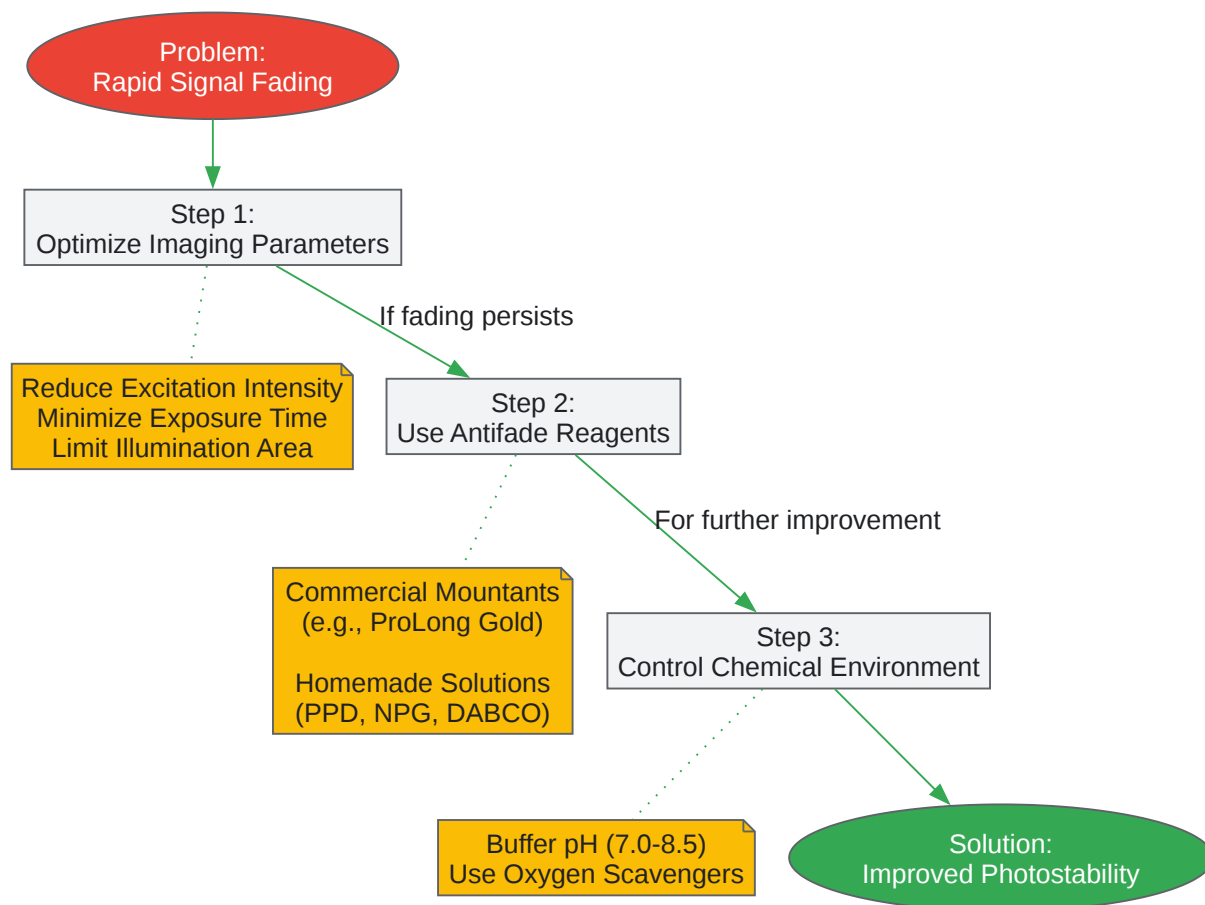 Problem:
Rapid Signal Fading
Step 1:
Optimize Imaging Parameters
If fading persists
Reduce Excitation Intensity
Minimize Exposure Time
Limit Illumination Area
Step 2:
Use Antifade Reagents
For further improvement
Commercial Mountants
(e.g., ProLong Gold)
Homemade Solutions
(PPD, NPG, DABCO)
Step 3:
Control Chemical Environment
Buffer pH (7.0-8.5)
Use Oxygen Scavengers
Solution:
Improved Photostability